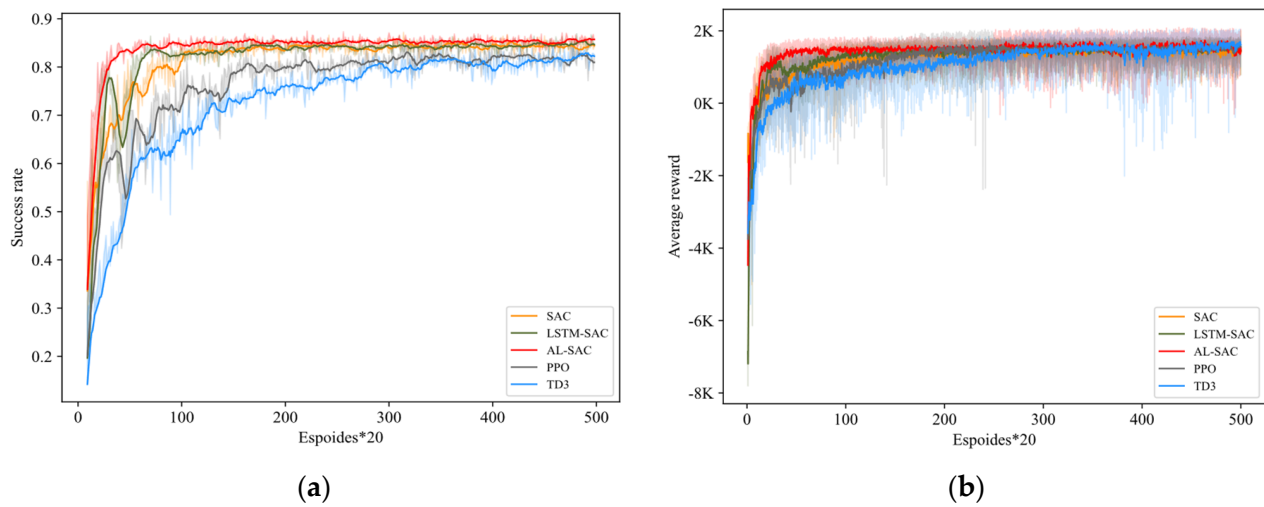 0.9
0.8
0.7
0.6
0.5
0.4
0.3
0.2
Success rate
0 100 200 300 400 500
Espoides*20
SAC
LSTM-SAC
AL-SAC
PPO
TD3
(a)
2K
0K
-2K
-4K
-6K
-8K
Average reward
0 100 200 300 400 500
Espoides*20
SAC
LSTM-SAC
AL-SAC
PPO
TD3
(b)